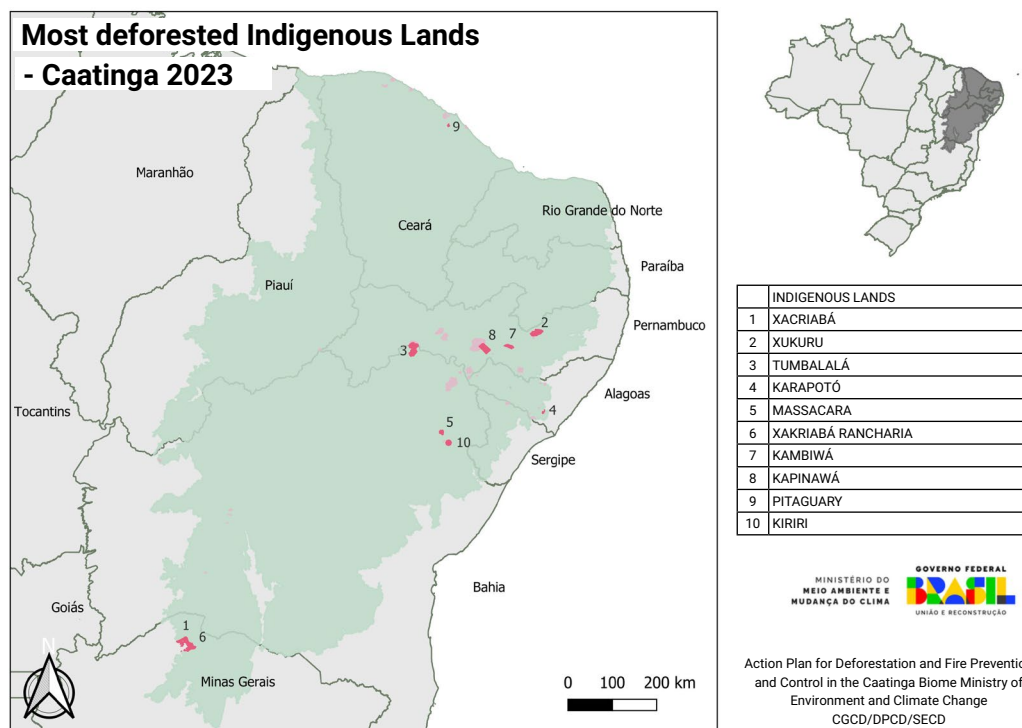 Most deforested Indigenous Lands
- Caatinga 2023
9
Maranhão
Ceará
Rio Grande do Norte
Paraíba
Piauí
Pernambuco
2
7
8
3
Alagoas
4
Tocantins
5
10
Sergipe
Bahia
Goiás
1
6
N
Minas Gerais
0 100 200 km
INDIGENOUS LANDS
1 XACRIABÁ
2 XUKURU
3 TUMBALALÁ
4 KARAPOTÓ
5 MASSACARA
6 XAKRIABÁ RANCHARIA
7 KAMBIWÁ
8 KAPINAWÁ
9 PITAGUARY
10 KIRIRI
MINISTÉRIO DO
MEIO AMBIENTE E
MUDANÇA DO CLIMA
GOVERNO FEDERAL
BRASIL
UNIÃO E RECONSTRUÇÃO
Action Plan for Deforestation and Fire Preventio
and Control in the Caatinga Biome Ministry of
Environment and Climate Change
CGCD/DPCD/SECD